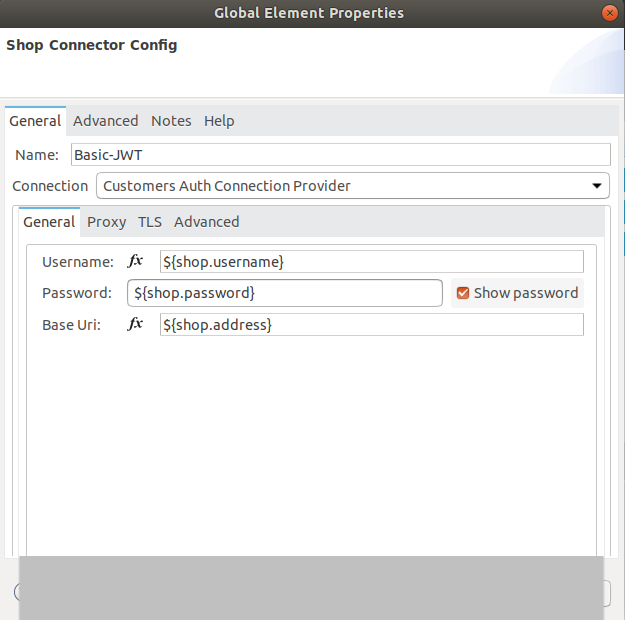 Global Element Properties
Shop Connector Config
General Advanced Notes Help
Name: Basic-JWT
Connection Customers Auth Connection Provider
General Proxy TLS Advanced
Username: fx ${shop.username}
Password: ${shop.password} Show password
Base Uri: fx ${shop.address}